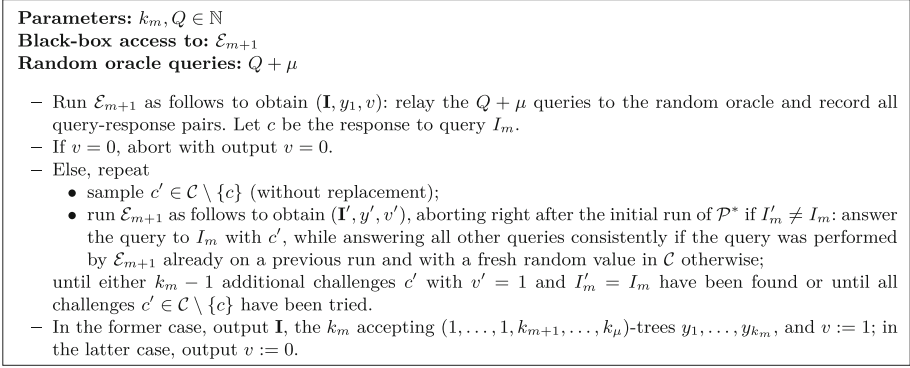 Parameters: k_m, Q ∈ ℕ
Black-box access to: ℰ_{m+1}
Random oracle queries: Q + μ
– Run ℰ_{m+1} as follows to obtain (𝐈, y_1, v): relay the Q + μ queries to the random oracle and record all
query-response pairs. Let c be the response to query I_m.
– If v = 0, abort with output v = 0.
– Else, repeat
• sample c′ ∈ 𝒞 \ {c} (without replacement);
• run ℰ_{m+1} as follows to obtain (𝐈′, y′, v′), aborting right after the initial run of 𝒫* if I′_m ≠ I_m: answer
the query to I_m with c′, while answering all other queries consistently if the query was performed
by ℰ_{m+1} already on a previous run and with a fresh random value in 𝒞 otherwise;
until either k_m − 1 additional challenges c′ with v′ = 1 and I′_m = I_m have been found or until all
challenges c′ ∈ 𝒞 \ {c} have been tried.
– In the former case, output 𝐈, the k_m accepting (1, . . . , 1, k_{m+1}, . . . , k_μ)-trees y_1, . . . , y_{k_m}, and v := 1; in
the latter case, output v := 0.